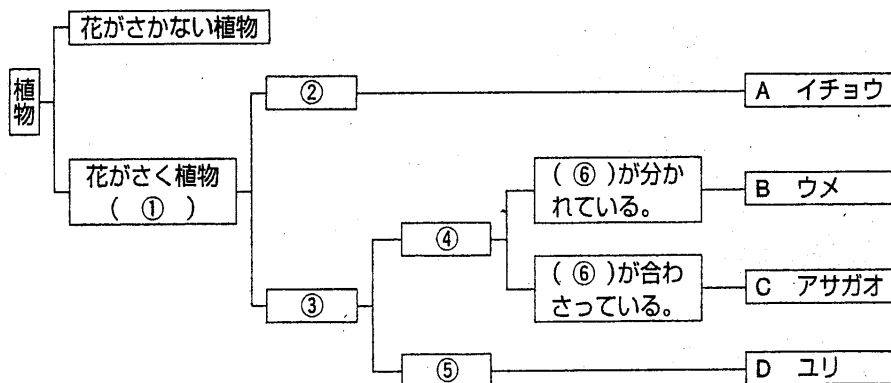 花がさかない植物
植物
花がさく植物
( ① )
②
A イチョウ
③
④
( ⑥ )が分か
れている。
B ウメ
( ⑥ )が合わ
さっている。
C アサガオ
⑤
D ユリ